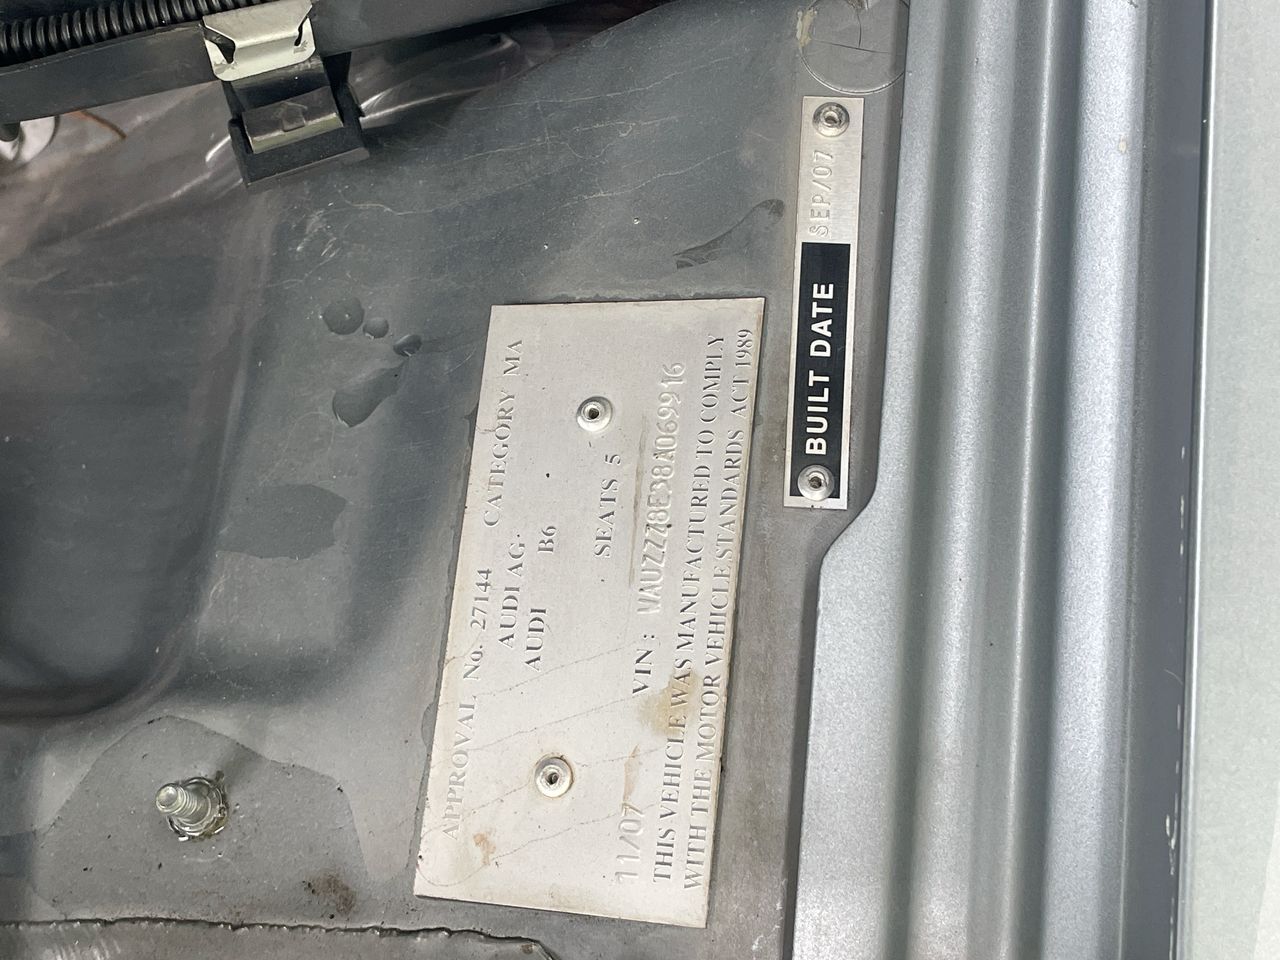 APPROVAL No. 27144 CATEGORY MA
AUDI AG.
AUDI B6
SEATS 5
VIN : WAUZZZ8E38A069916
11/07
THIS VEHICLE WAS MANUFACTURED TO COMPLY
WITH THE MOTOR VEHICLE STANDARDS ACT 1989
BUILT DATE SEP/07